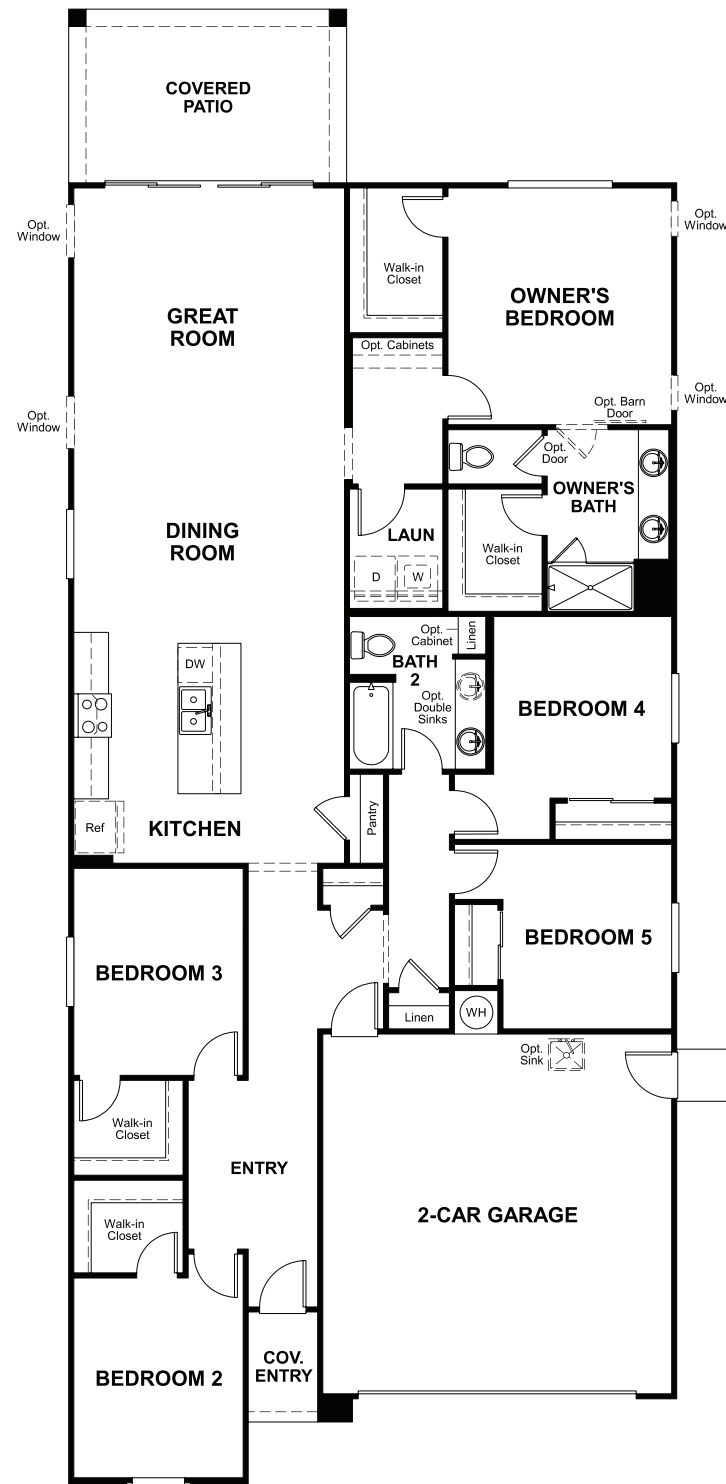 COVERED
PATIO
Opt.
Window
Opt.
Window
Walk-in
Closet
OWNER'S
BEDROOM
GREAT
ROOM
Opt. Cabinets
Opt.
Window
Opt.
Window
Opt. Barn
Door
Opt.
Door
OWNER'S
BATH
DINING
ROOM
LAUN
Walk-in
Closet
D
W
Opt.
Cabinet
Linen
BATH
2
DW
Opt.
Double
Sinks
BEDROOM 4
Pantry
Ref
KITCHEN
BEDROOM 5
BEDROOM 3
Linen
WH
Opt.
Sink
Walk-in
Closet
ENTRY
2-CAR GARAGE
Walk-in
Closet
COV.
ENTRY
BEDROOM 2